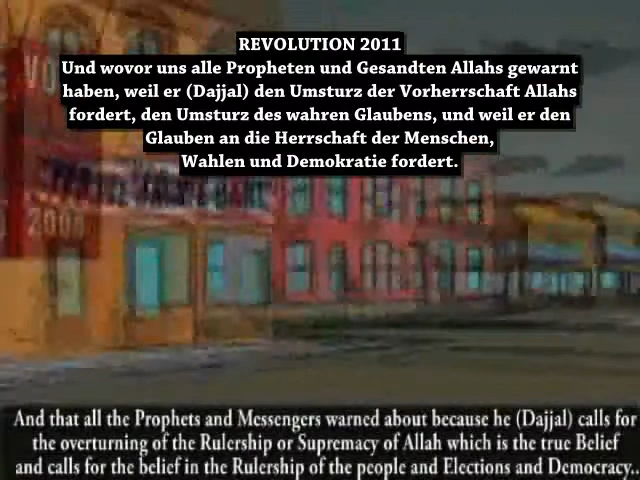 REVOLUTION 2011
Und wovor uns alle Propheten und Gesandten Allahs gewarnt
haben, weil er (Dajjal) den Umsturz der Vorherrschaft Allahs
fordert, den Umsturz des wahren Glaubens, und weil er den
Glauben an die Herrschaft der Menschen,
Wahlen und Demokratie fordert.
2000
And that all the Prophets and Messengers warned about because he (Dajjal) calls for
the overturning of the Rulership or Supremacy of Allah which is the true Belief
and calls for the belief in the Rulership of the people and Elections and Democracy..